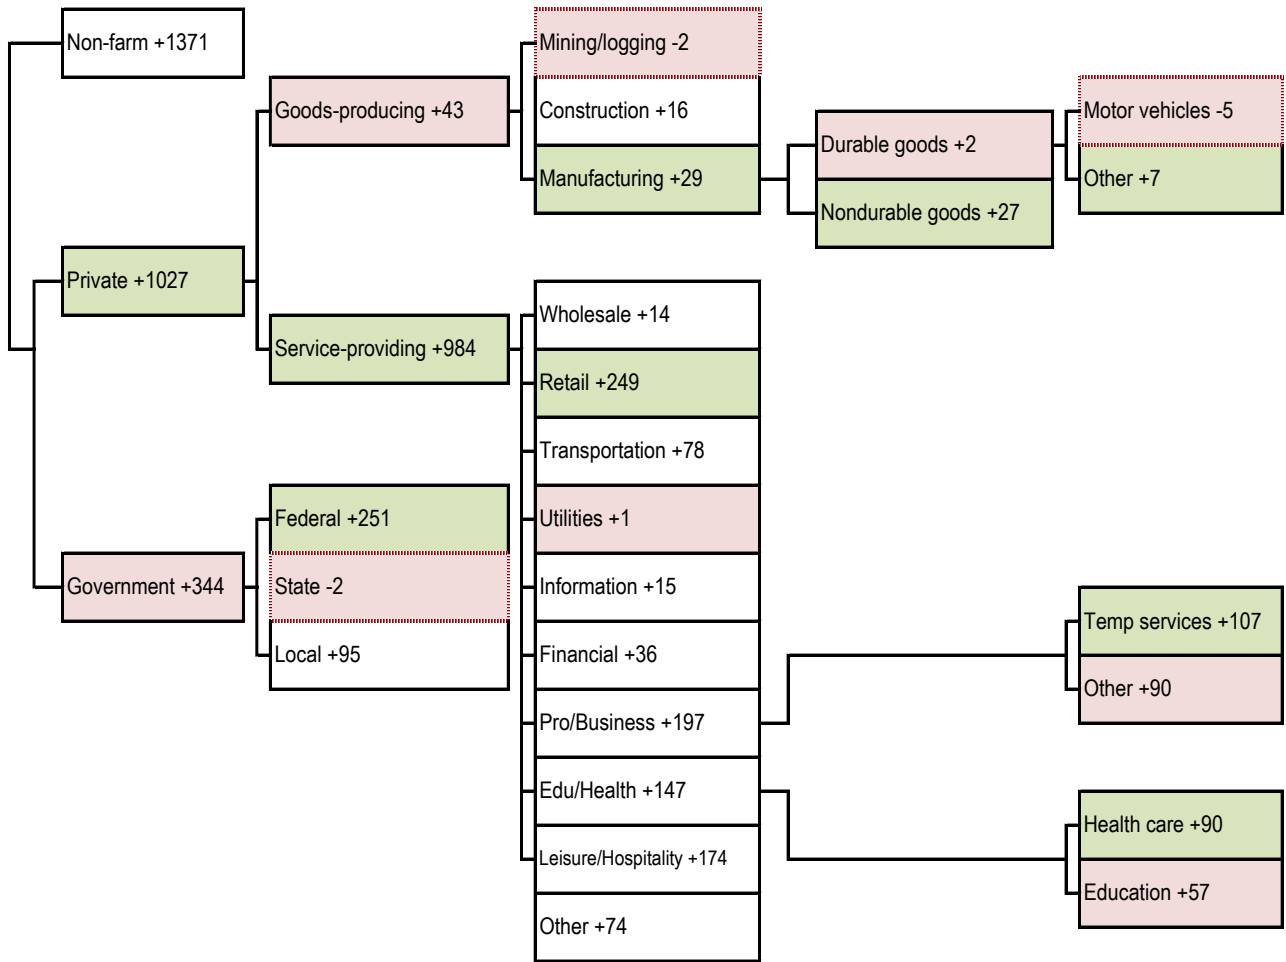 Non-farm +1371
Private +1027
Government +344
Goods-producing +43
Service-providing +984
Federal +251
State -2
Local +95
Mining/logging -2
Construction +16
Manufacturing +29
Wholesale +14
Retail +249
Transportation +78
Utilities +1
Information +15
Financial +36
Pro/Business +197
Edu/Health +147
Leisure/Hospitality +174
Other +74
Durable goods +2
Nondurable goods +27
Motor vehicles -5
Other +7
Temp services +107
Other +90
Health care +90
Education +57